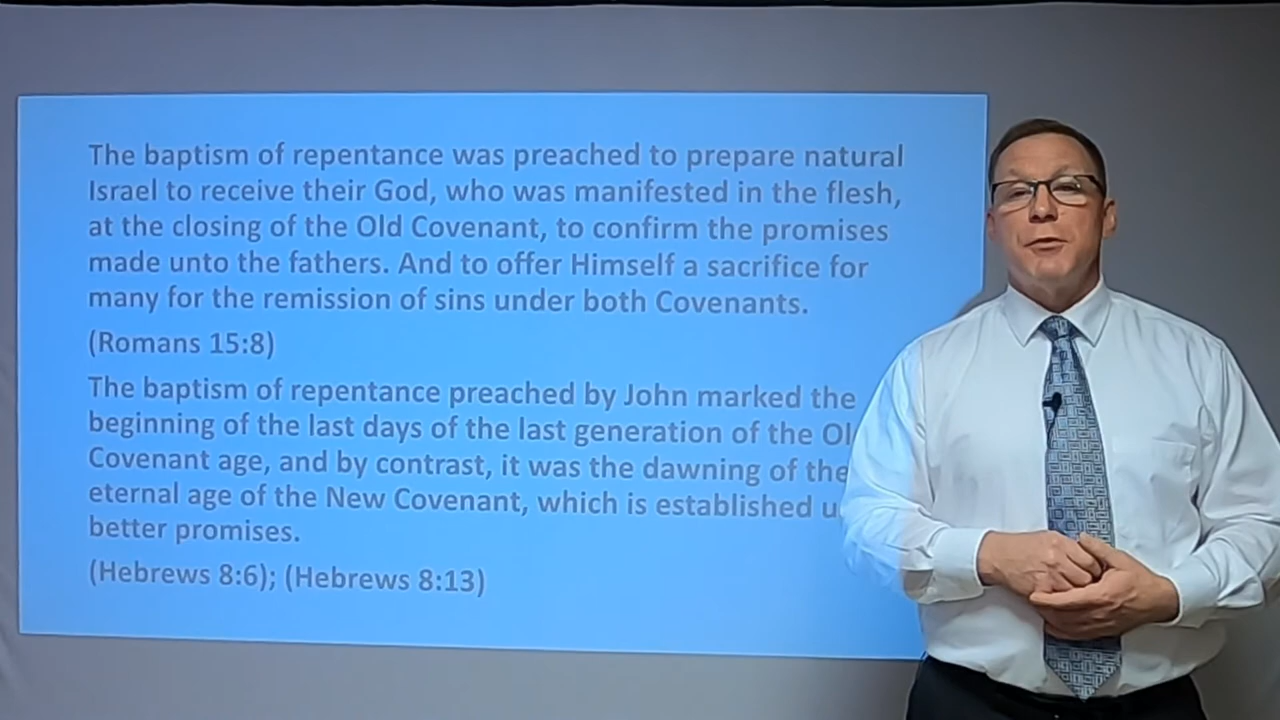 The baptism of repentance was preached to prepare natural
Israel to receive their God, who was manifested in the flesh,
at the closing of the Old Covenant, to confirm the promises
made unto the fathers. And to offer Himself a sacrifice for
many for the remission of sins under both Covenants.
(Romans 15:8)
The baptism of repentance preached by John marked the
beginning of the last days of the last generation of the
Covenant age, and by contrast, it was the dawning of the
eternal age of the New Covenant, which is established
better promises.
(Hebrews 8:6); (Hebrews 8:13)